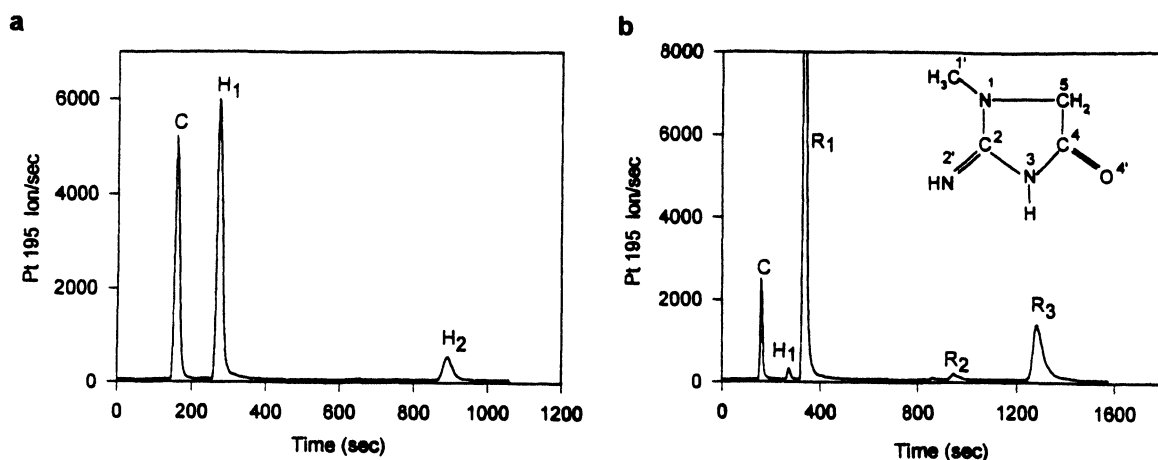 a
6000
4000
2000
0
Pt 195 Ion/sec
C
H1
H2
0 200 400 600 800 1000 1200
Time (sec)
b
8000
6000
4000
2000
0
Pt 195 Ion/sec
C
H1
R1
R2
R3
1'
H3C
1
N
5
CH2
2
C
4
C
2'
HN
3
N
H
O 4'
0 400 800 1200 1600
Time (sec)